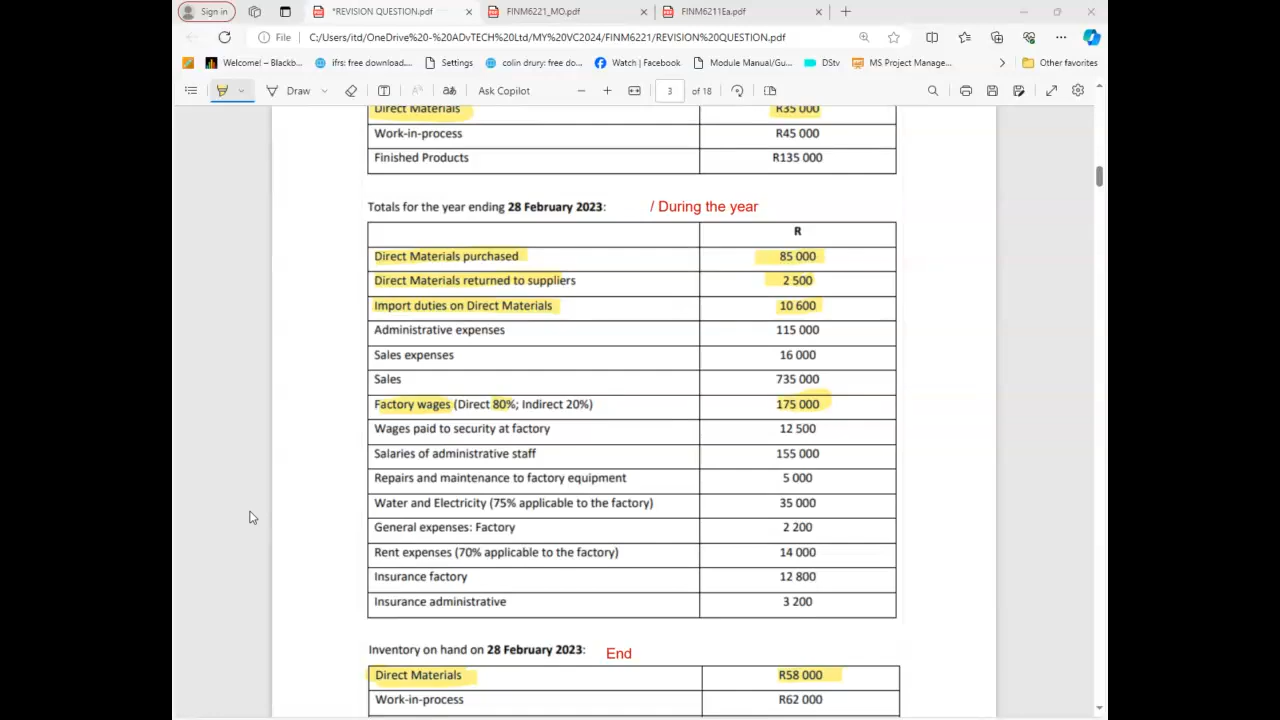 Sign in
*REVISION QUESTION.pdf
FINM6221_MO.pdf
FINM6211Ea.pdf
File
C:/Users/itd/OneDrive%20-%20ADvTECH%20Ltd/MY%20VC2024/FINM6221/REVISION%20QUESTION.pdf
Welcome! – Blackb...
ifrs: free download....
Settings
colin drury: free do...
Watch | Facebook
Module Manual/Gu...
DStv
MS Project Manage...
Other favorites
Draw
Ask Copilot
3 of 18
Direct Materials R35 000
Work-in-process R45 000
Finished Products R135 000
Totals for the year ending 28 February 2023: / During the year
R
Direct Materials purchased 85 000
Direct Materials returned to suppliers 2 500
Import duties on Direct Materials 10 600
Administrative expenses 115 000
Sales expenses 16 000
Sales 735 000
Factory wages (Direct 80%; Indirect 20%) 175 000
Wages paid to security at factory 12 500
Salaries of administrative staff 155 000
Repairs and maintenance to factory equipment 5 000
Water and Electricity (75% applicable to the factory) 35 000
General expenses: Factory 2 200
Rent expenses (70% applicable to the factory) 14 000
Insurance factory 12 800
Insurance administrative 3 200
Inventory on hand on 28 February 2023: End
Direct Materials R58 000
Work-in-process R62 000